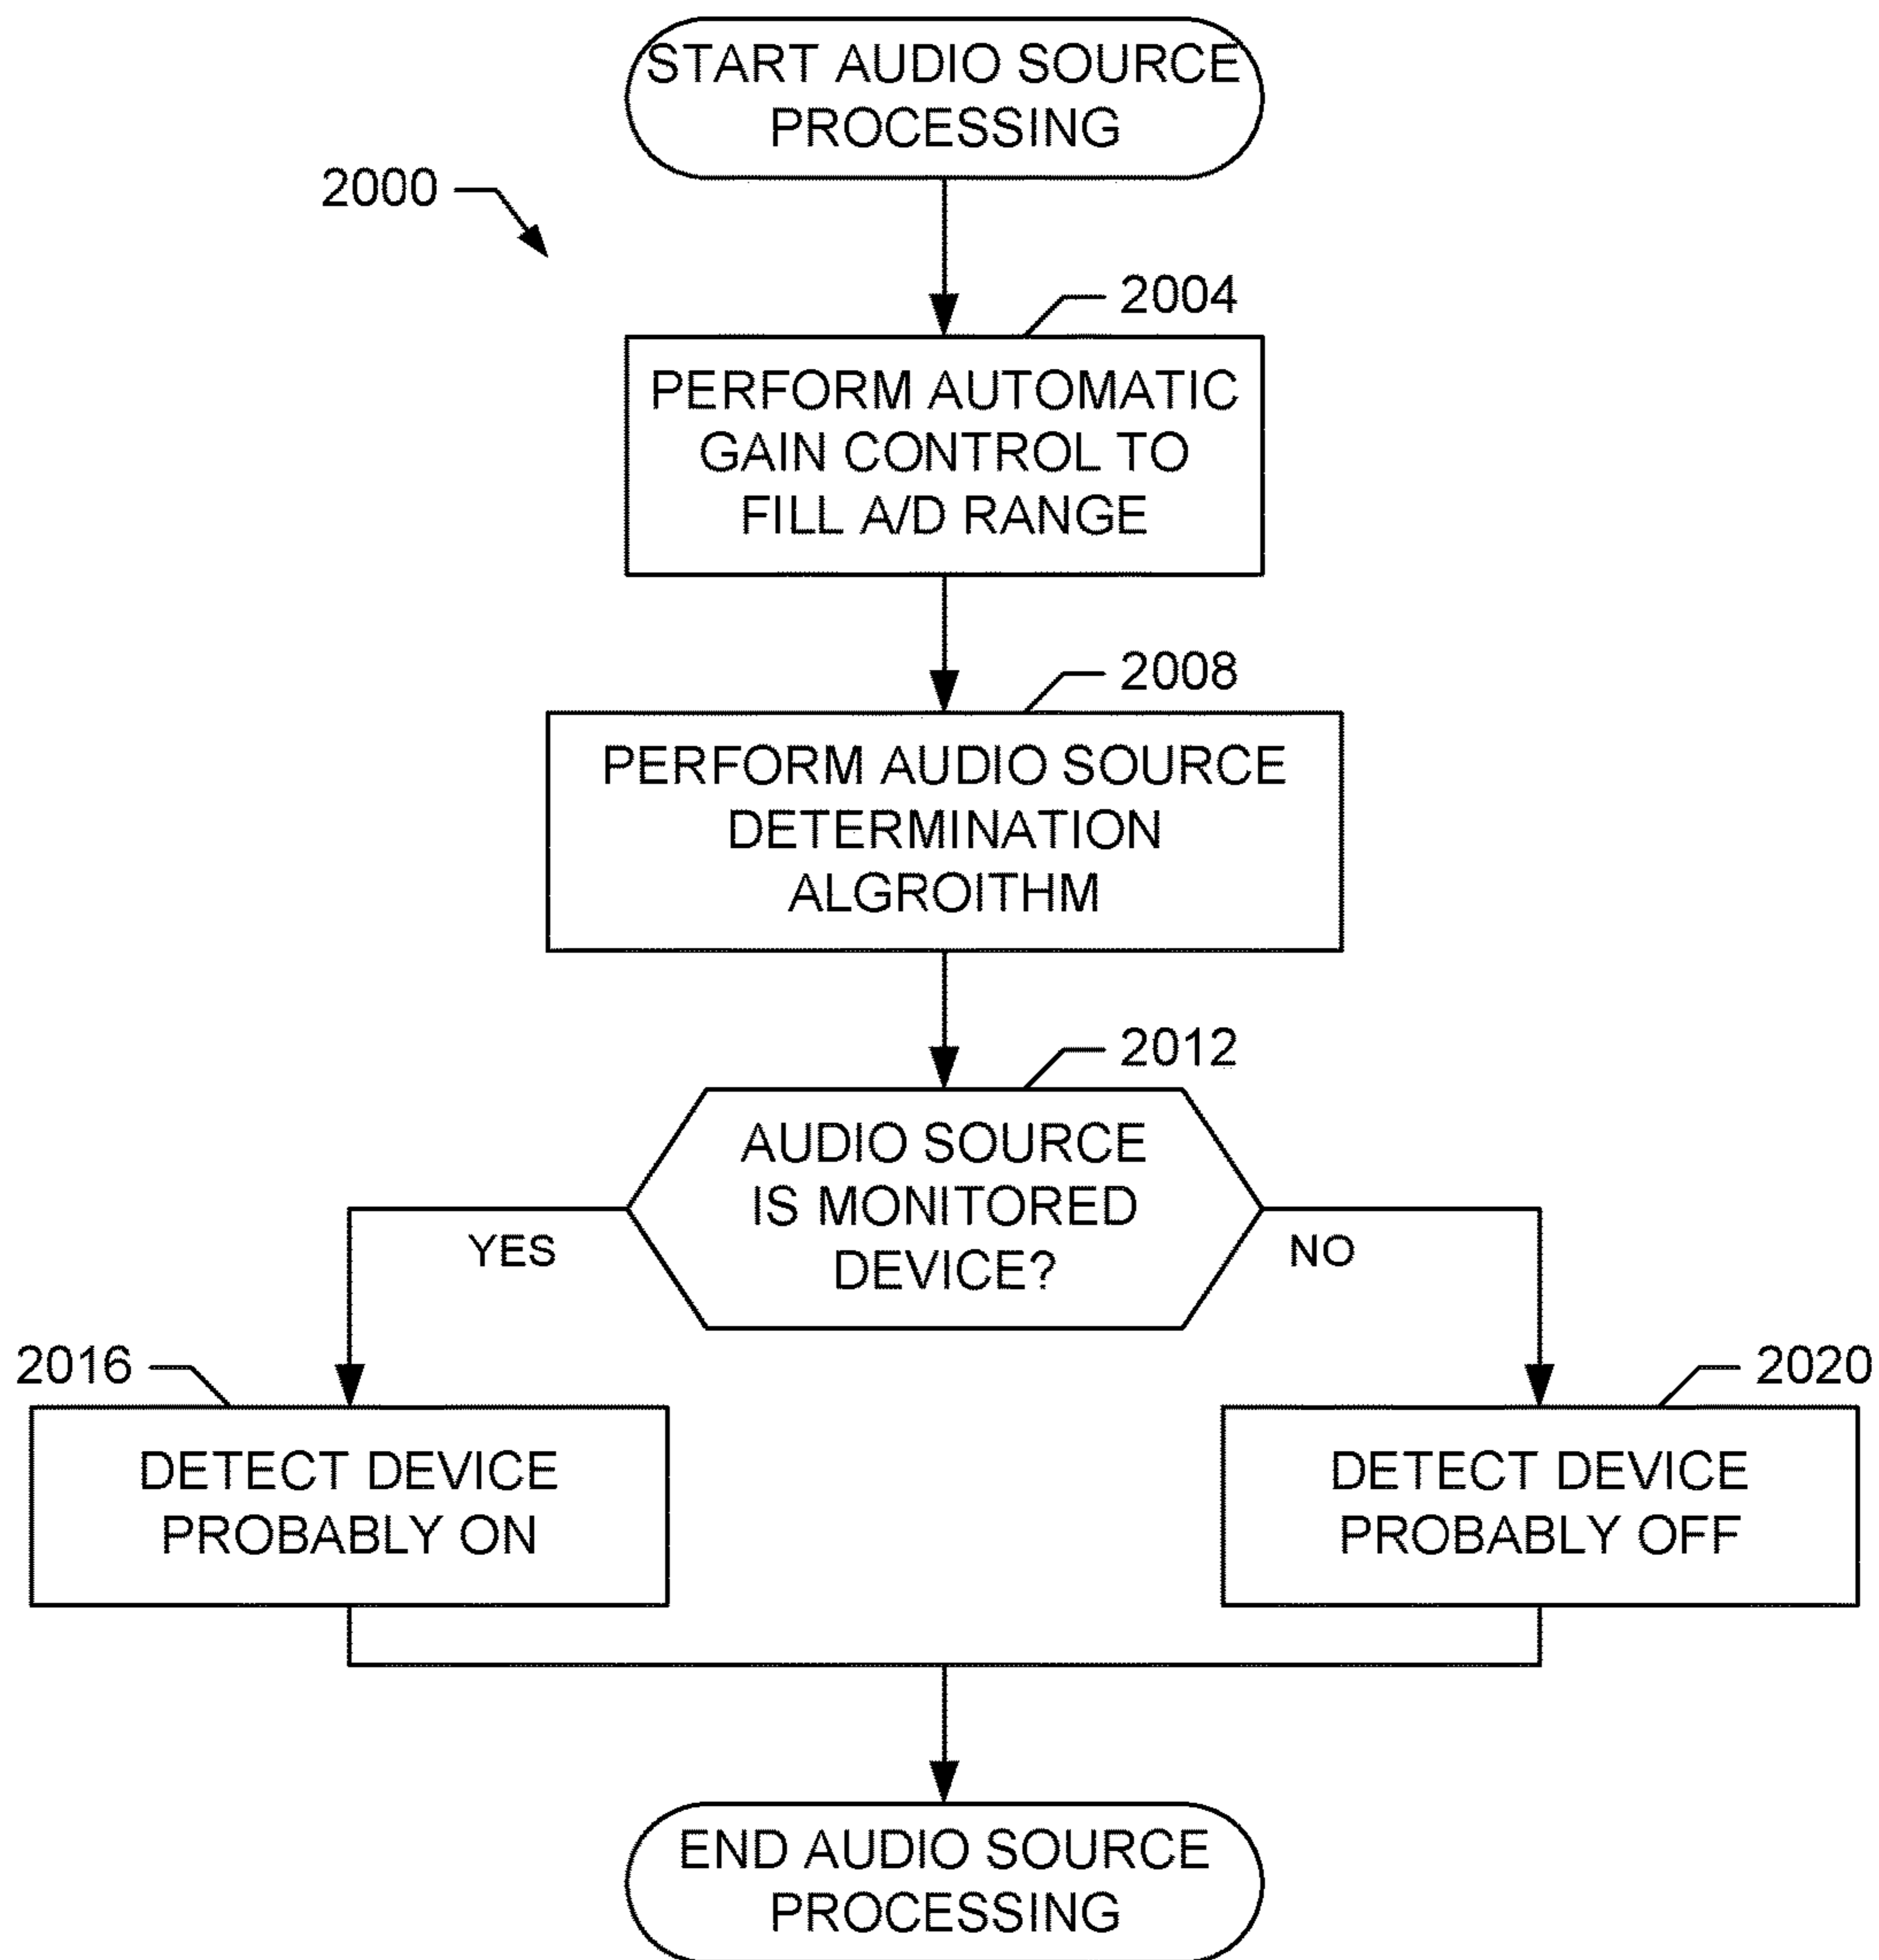 START AUDIO SOURCE
PROCESSING
2000
2004
PERFORM AUTOMATIC
GAIN CONTROL TO
FILL A/D RANGE
2008
PERFORM AUDIO SOURCE
DETERMINATION
ALGROITHM
2012
AUDIO SOURCE
IS MONITORED
DEVICE?
YES
NO
2016
DETECT DEVICE
PROBABLY ON
2020
DETECT DEVICE
PROBABLY OFF
END AUDIO SOURCE
PROCESSING